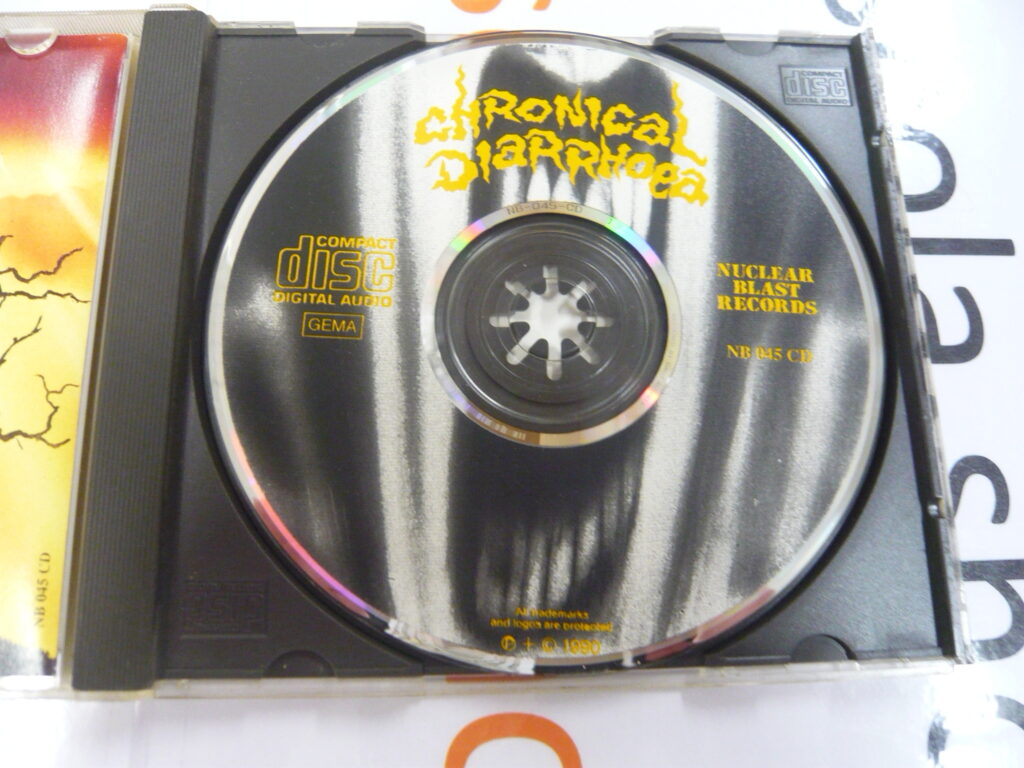 CHRONICAL
DIARRHOEA
NB-045-CD
COMPACT
disc
DIGITAL AUDIO
GEMA
NUCLEAR
BLAST
RECORDS
NB 045 CD
All trademarks
and logos are protected
℗ + © 1990
COMPACT
disc
DIGITAL AUDIO
NB 045 CD